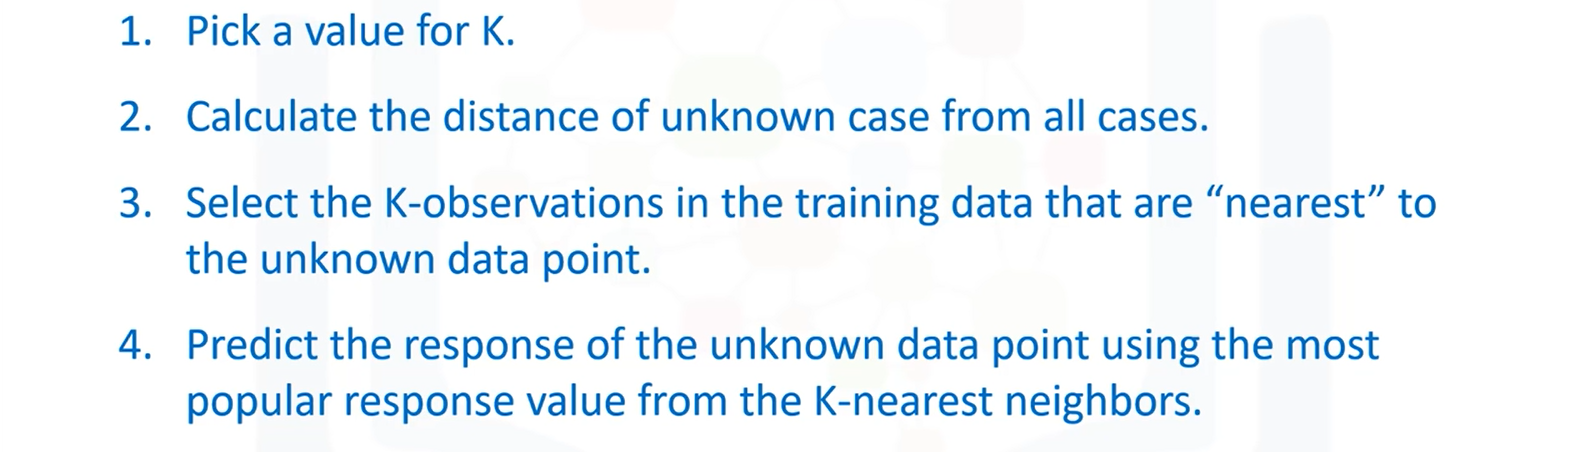 1. Pick a value for K.
2. Calculate the distance of unknown case from all cases.
3. Select the K-observations in the training data that are “nearest” to
the unknown data point.
4. Predict the response of the unknown data point using the most
popular response value from the K-nearest neighbors.